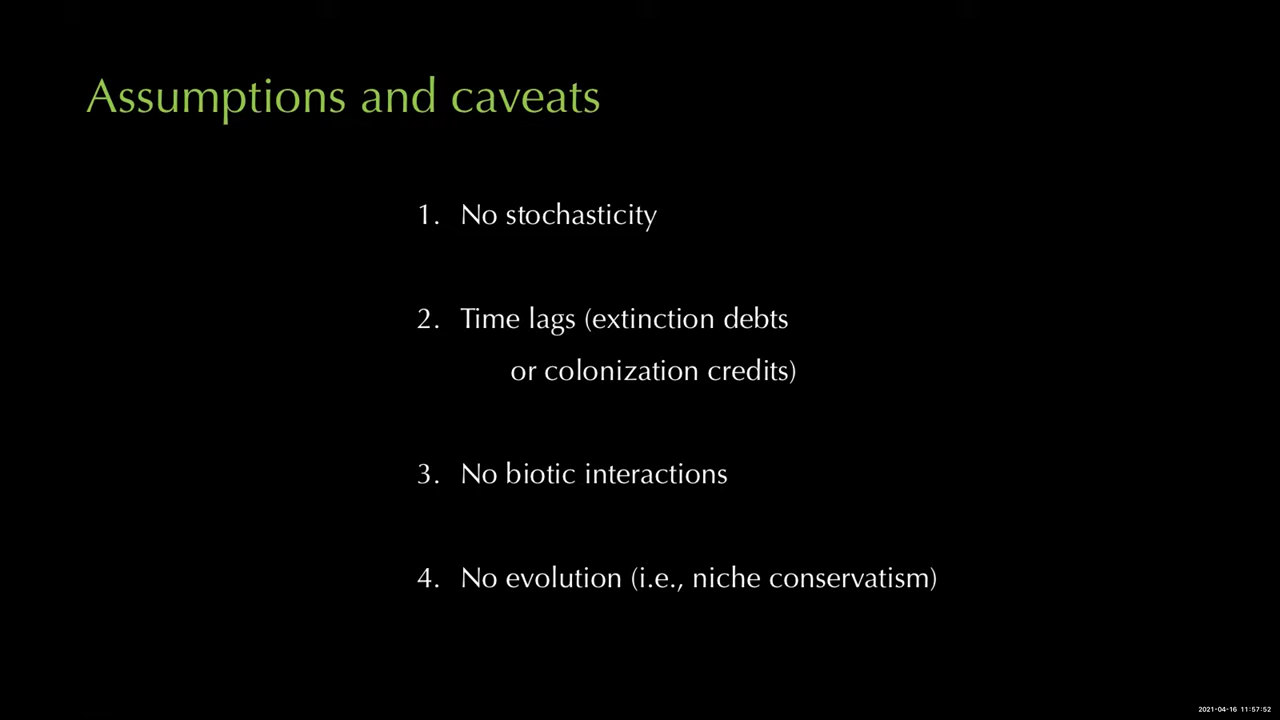 Assumptions and caveats
1. No stochasticity
2. Time lags (extinction debts
or colonization credits)
3. No biotic interactions
4. No evolution (i.e., niche conservatism)
2021-04-16 11:57:52